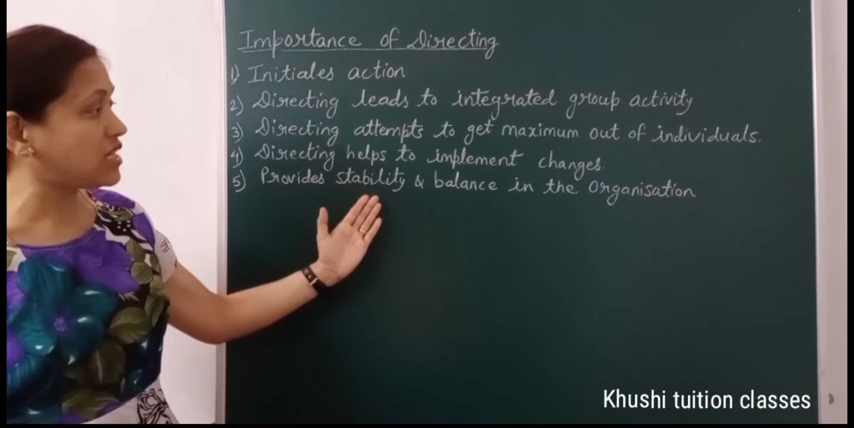 Importance of Directing
1) Initiales action
2) Directing leads to integrated group activity
3) Directing attempts to get maximum out of individuals.
4) Directing helps to implement changes.
5) Provides stability & balance in the Organisation
Khushi tuition classes